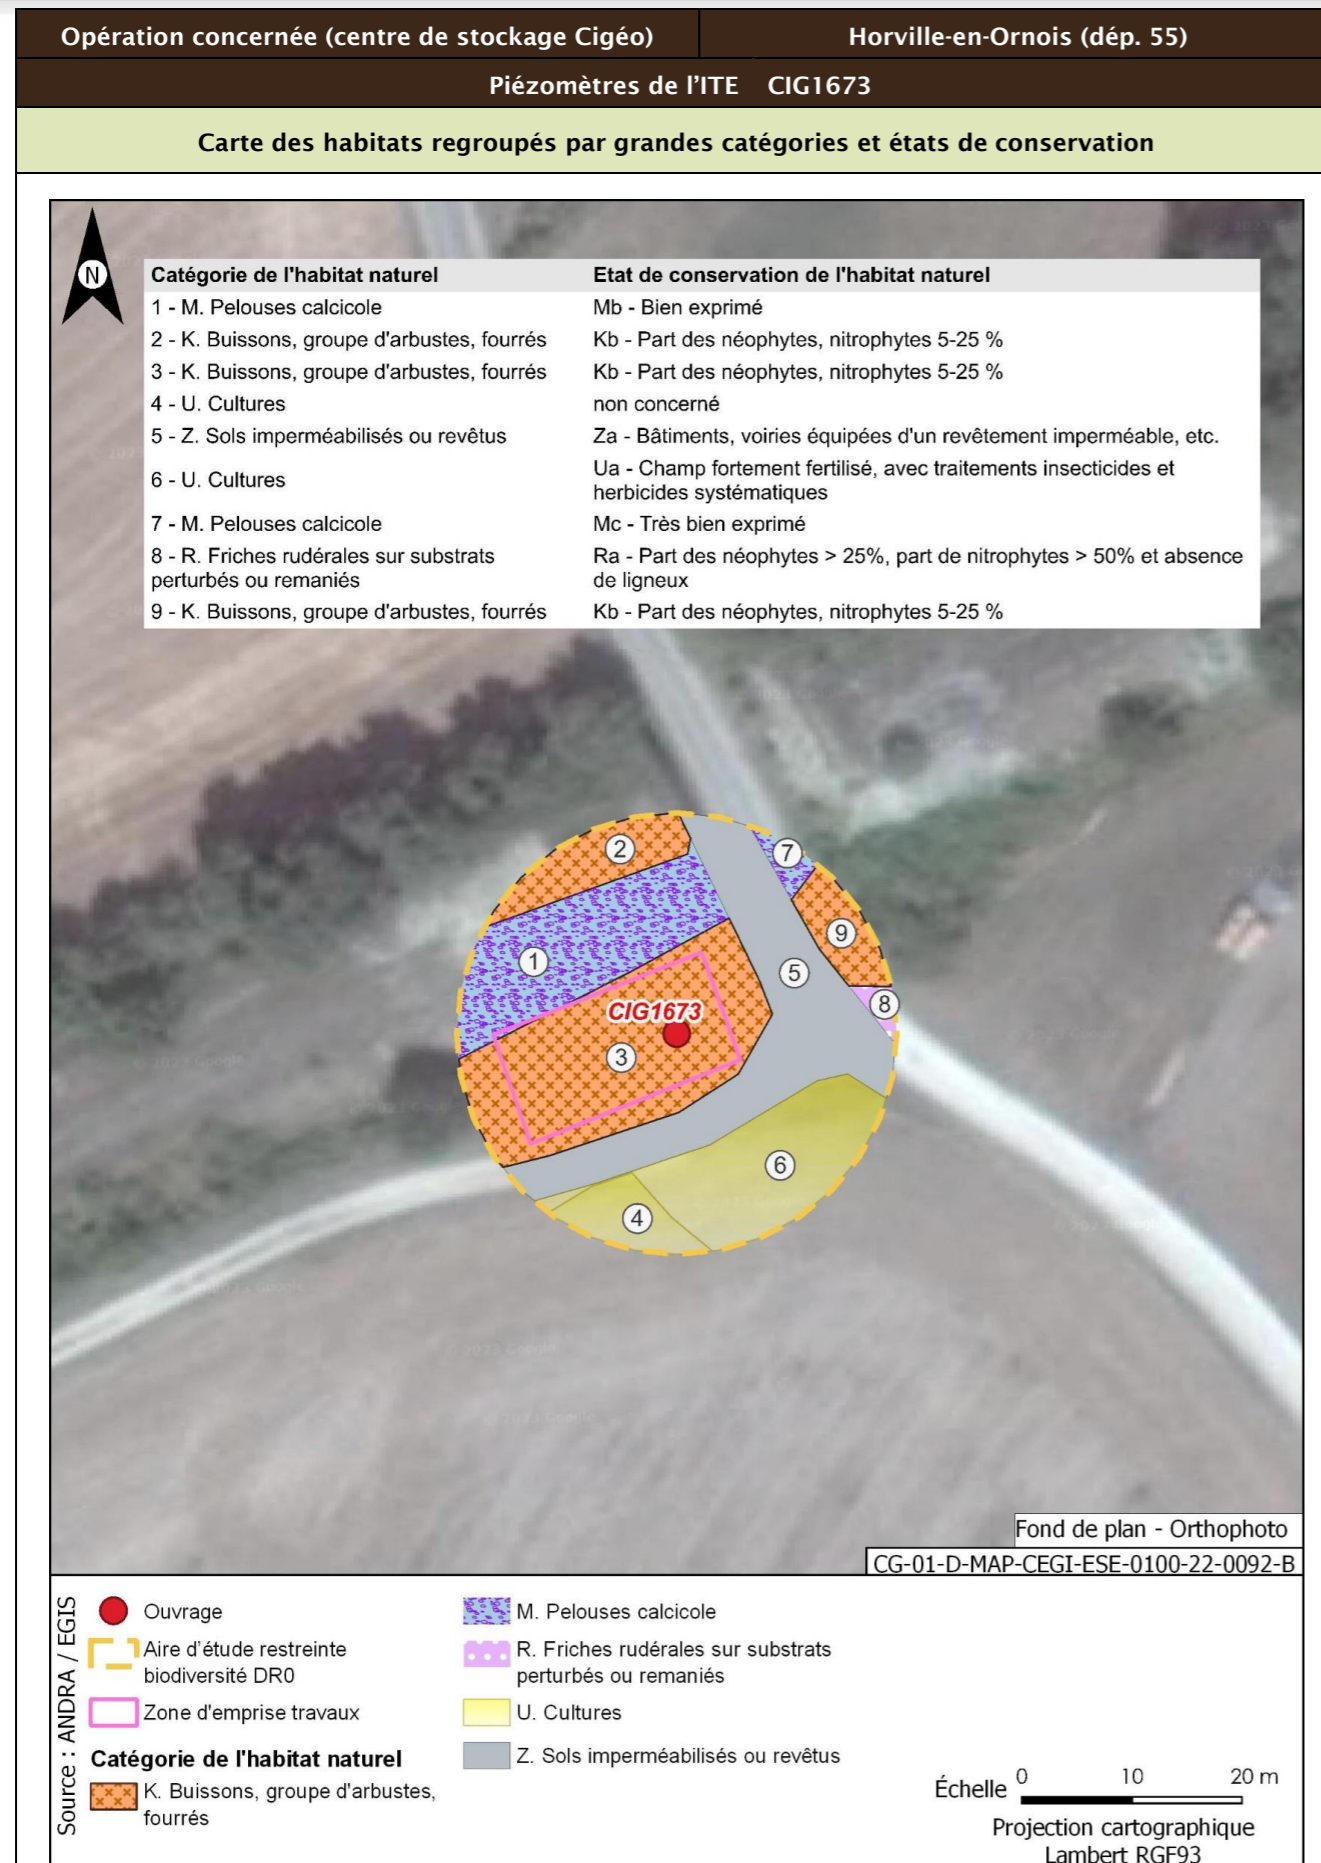 Opération concernée (centre de stockage Cigéo)
Horville-en-Ornois (dép. 55)
Piézomètres de l'ITE CIG1673
Carte des habitats regroupés par grandes catégories et états de conservation
N
Catégorie de l'habitat naturel
Etat de conservation de l'habitat naturel
1 - M. Pelouses calcicole
Mb - Bien exprimé
2 - K. Buissons, groupe d'arbustes, fourrés
Kb - Part des néophytes, nitrophytes 5-25 %
3 - K. Buissons, groupe d'arbustes, fourrés
Kb - Part des néophytes, nitrophytes 5-25 %
4 - U. Cultures
non concerné
5 - Z. Sols imperméabilisés ou revêtus
Za - Bâtiments, voiries équipées d'un revêtement imperméable, etc.
6 - U. Cultures
Ua - Champ fortement fertilisé, avec traitements insecticides et
herbicides systématiques
7 - M. Pelouses calcicole
Mc - Très bien exprimé
8 - R. Friches rudérales sur substrats
perturbés ou remaniés
Ra - Part des néophytes > 25%, part de nitrophytes > 50% et absence
de ligneux
9 - K. Buissons, groupe d'arbustes, fourrés
Kb - Part des néophytes, nitrophytes 5-25 %
2
7
9
1
5
8
CIG1673
3
6
4
Fond de plan - Orthophoto
CG-01-D-MAP-CEGI-ESE-0100-22-0092-B
Source : ANDRA / EGIS
Ouvrage
Aire d'étude restreinte
biodiversité DR0
Zone d'emprise travaux
Catégorie de l'habitat naturel
K. Buissons, groupe d'arbustes,
fourrés
M. Pelouses calcicole
R. Friches rudérales sur substrats
perturbés ou remaniés
U. Cultures
Z. Sols imperméabilisés ou revêtus
Échelle 0 10 20 m
Projection cartographique
Lambert RGF93